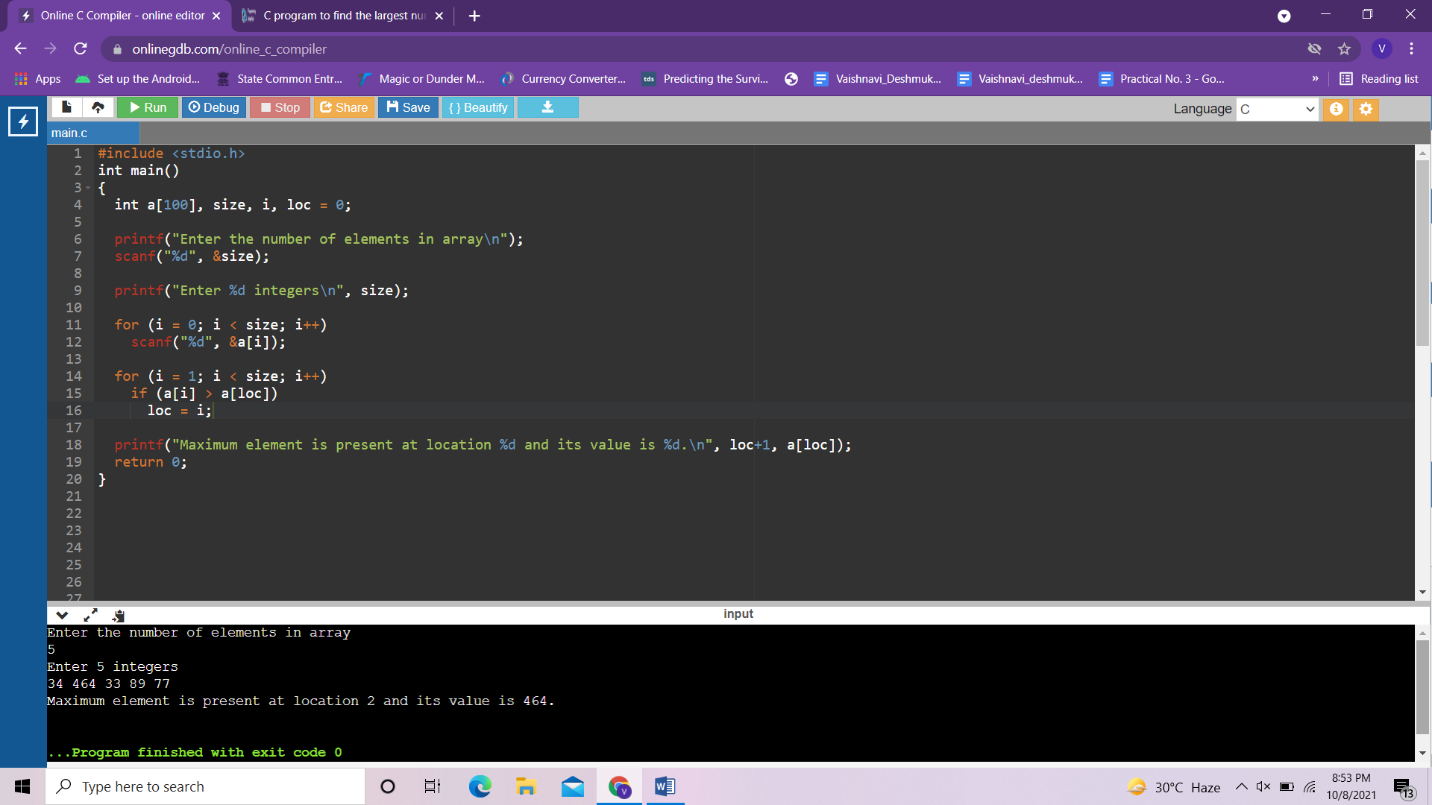 Online C Compiler - online editor
C program to find the largest nu
onlinegdb.com/online_c_compiler
V
Apps
Set up the Android...
State Common Entr...
Magic or Dunder M...
Currency Converter...
tds
Predicting the Survi...
Vaishnavi_Deshmuk...
Vaishnavi_deshmuk...
Practical No. 3 - Go...
»
Reading list
Run
Debug
Stop
Share
Save
{ } Beautify
Language
C
main.c
1 #include <stdio.h>
2 int main()
3 {
4 int a[100], size, i, loc = 0;
5
6 printf("Enter the number of elements in array\n");
7 scanf("%d", &size);
8
9 printf("Enter %d integers\n", size);
10
11 for (i = 0; i < size; i++)
12 scanf("%d", &a[i]);
13
14 for (i = 1; i < size; i++)
15 if (a[i] > a[loc])
16 loc = i;
17
18 printf("Maximum element is present at location %d and its value is %d.\n", loc+1, a[loc]);
19 return 0;
20 }
21
22
23
24
25
26
27
input
Enter the number of elements in array
5
Enter 5 integers
34 464 33 89 77
Maximum element is present at location 2 and its value is 464.
...Program finished with exit code 0
Type here to search
V
W
30°C Haze
8:53 PM
10/8/2021
13